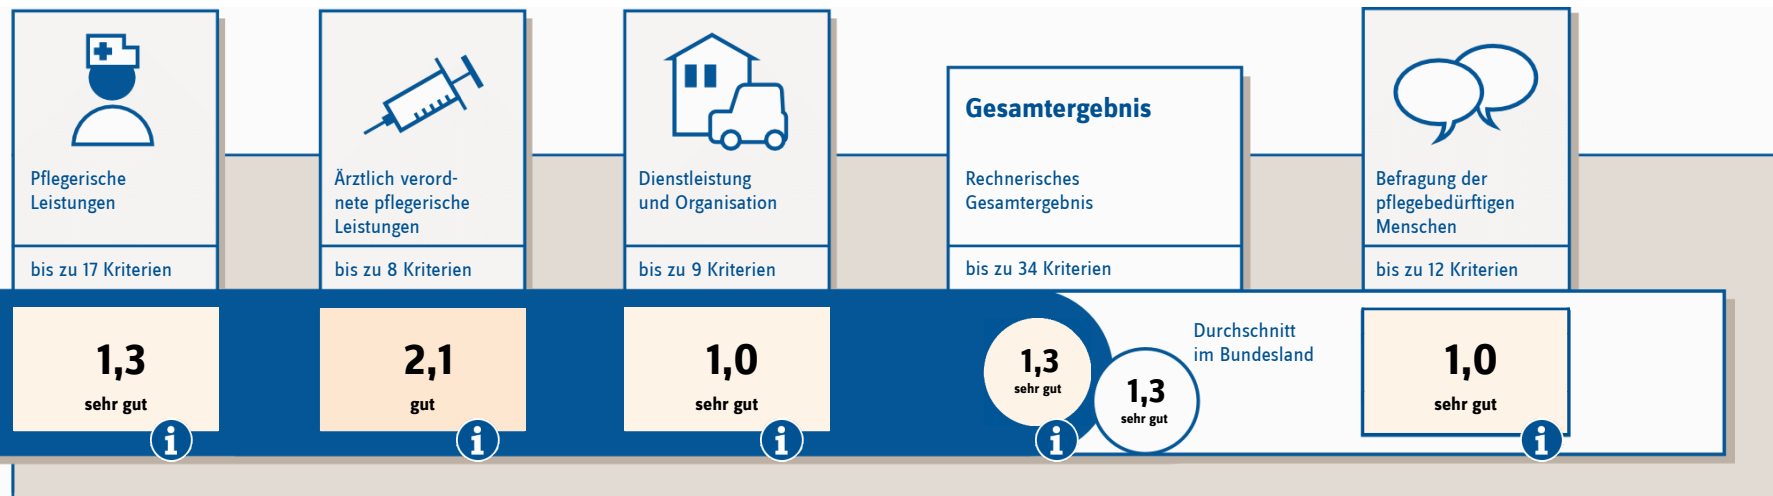 Pflegerische
Leistungen
bis zu 17 Kriterien
1,3
sehr gut
i
Ärztlich verord-
nete pflegerische
Leistungen
bis zu 8 Kriterien
2,1
gut
i
Dienstleistung
und Organisation
bis zu 9 Kriterien
1,0
sehr gut
i
Gesamtergebnis
Rechnerisches
Gesamtergebnis
bis zu 34 Kriterien
1,3
sehr gut
i
Durchschnitt
im Bundesland
1,3
sehr gut
Befragung der
pflegebedürftigen
Menschen
bis zu 12 Kriterien
1,0
sehr gut
i